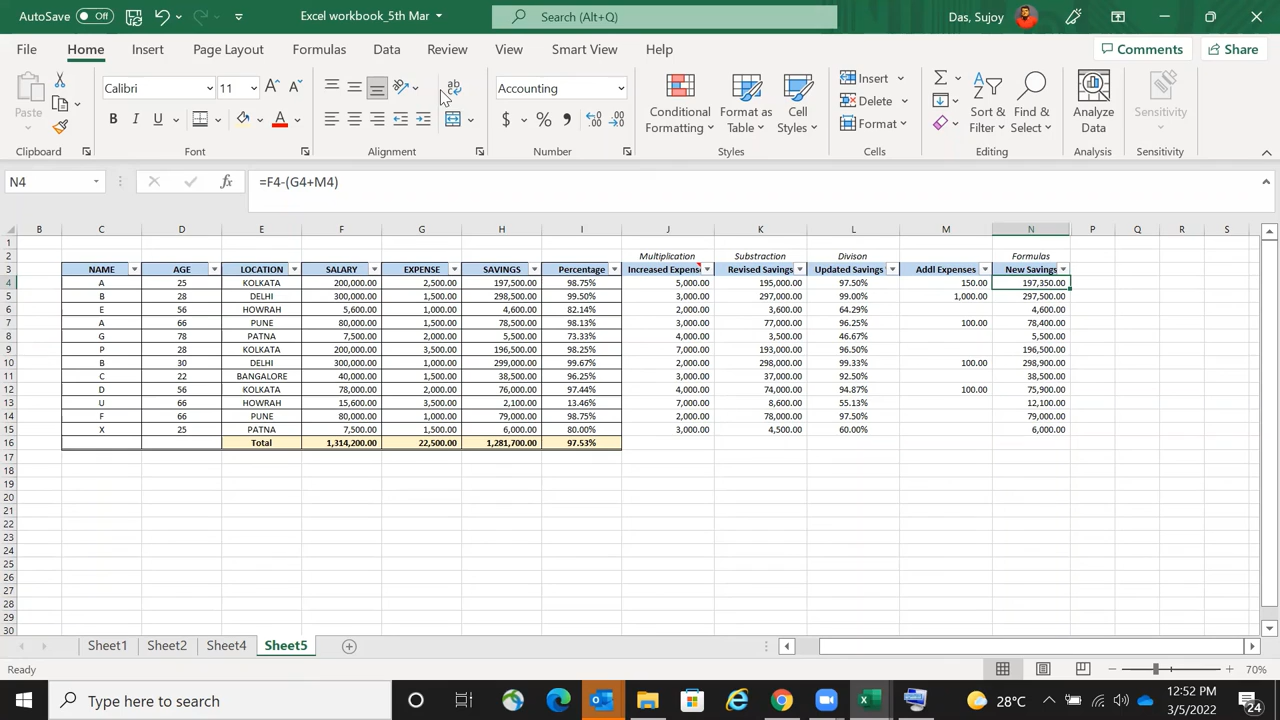 AutoSave Off Excel workbook_5th Mar Search (Alt+Q) Das, Sujoy
File Home Insert Page Layout Formulas Data Review View Smart View Help Comments Share
Paste Calibri 11 ab Accounting Conditional Formatting Format as Table Cell Styles Insert Delete Format Sort & Filter Find & Select Analyze Data Sensitivity
B I U A $ % 9
Clipboard Font Alignment Number Styles Cells Editing Analysis Sensitivity
N4 fx =F4-(G4+M4)
B C D E F G H I J K L M N P Q R S
1
2 Multiplication Substraction Divison Formulas
3 NAME AGE LOCATION SALARY EXPENSE SAVINGS Percentage Increased Expens Revised Savings Updated Savings Addl Expenses New Savings
4 A 25 KOLKATA 200,000.00 2,500.00 197,500.00 98.75% 5,000.00 195,000.00 97.50% 150.00 197,350.00
5 B 28 DELHI 300,000.00 1,500.00 298,500.00 99.50% 3,000.00 297,000.00 99.00% 1,000.00 297,500.00
6 E 56 HOWRAH 5,600.00 1,000.00 4,600.00 82.14% 2,000.00 3,600.00 64.29% 4,600.00
7 A 66 PUNE 80,000.00 1,500.00 78,500.00 98.13% 3,000.00 77,000.00 96.25% 100.00 78,400.00
8 G 78 PATNA 7,500.00 2,000.00 5,500.00 73.33% 4,000.00 3,500.00 46.67% 5,500.00
9 P 28 KOLKATA 200,000.00 3,500.00 196,500.00 98.25% 7,000.00 193,000.00 96.50% 196,500.00
10 B 30 DELHI 300,000.00 1,000.00 299,000.00 99.67% 2,000.00 298,000.00 99.33% 100.00 298,900.00
11 C 22 BANGALORE 40,000.00 1,500.00 38,500.00 96.25% 3,000.00 37,000.00 92.50% 38,500.00
12 D 56 KOLKATA 78,000.00 2,000.00 76,000.00 97.44% 4,000.00 74,000.00 94.87% 100.00 75,900.00
13 U 66 HOWRAH 15,600.00 3,500.00 2,100.00 13.46% 7,000.00 8,600.00 55.13% 12,100.00
14 F 66 PUNE 80,000.00 1,000.00 79,000.00 98.75% 2,000.00 78,000.00 97.50% 79,000.00
15 X 25 PATNA 7,500.00 1,500.00 6,000.00 80.00% 3,000.00 4,500.00 60.00% 6,000.00
16 Total 1,314,200.00 22,500.00 1,281,700.00 97.53%
17
18
19
20
21
22
23
24
25
26
27
28
29
30
Sheet1 Sheet2 Sheet4 Sheet5
Ready 70%
Type here to search 28°C 12:52 PM
3/5/2022 24